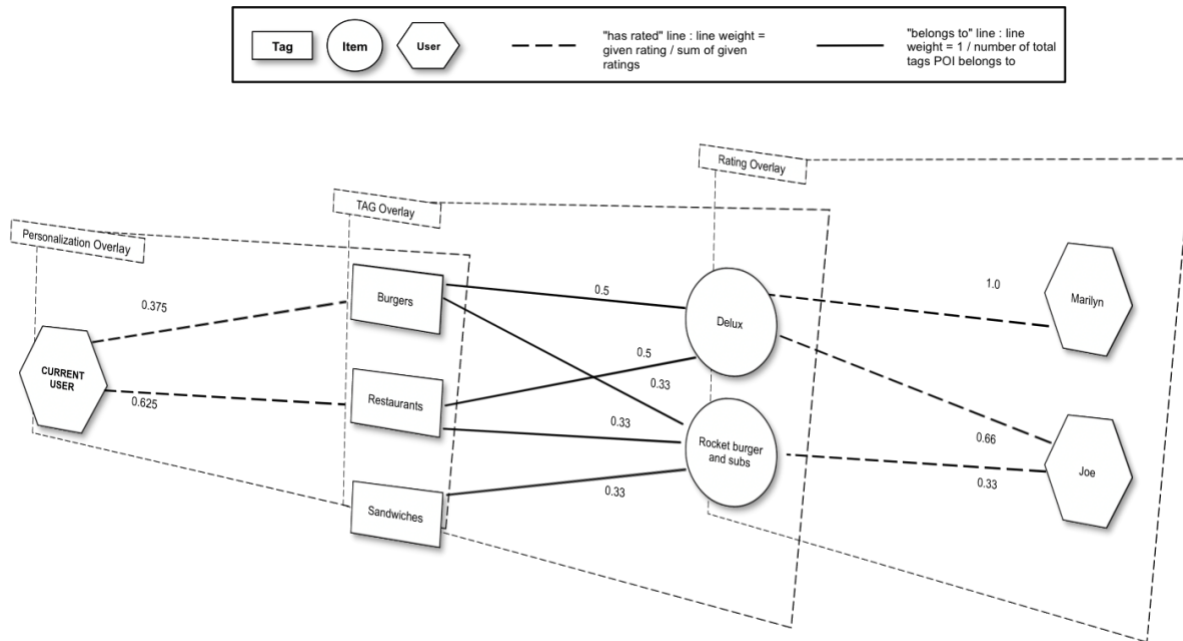 Tag
Item
User
"has rated" line : line weight =
given rating / sum of given
ratings
"belongs to" line : line
weight = 1 / number of total
tags POI belongs to
Rating Overlay
TAG Overlay
Personalization Overlay
0.375
0.625
CURRENT
USER
Burgers
Restaurants
Sandwiches
0.5
0.5
0.33
0.33
0.33
Delux
Rocket burger
and subs
1.0
0.66
0.33
Marilyn
Joe